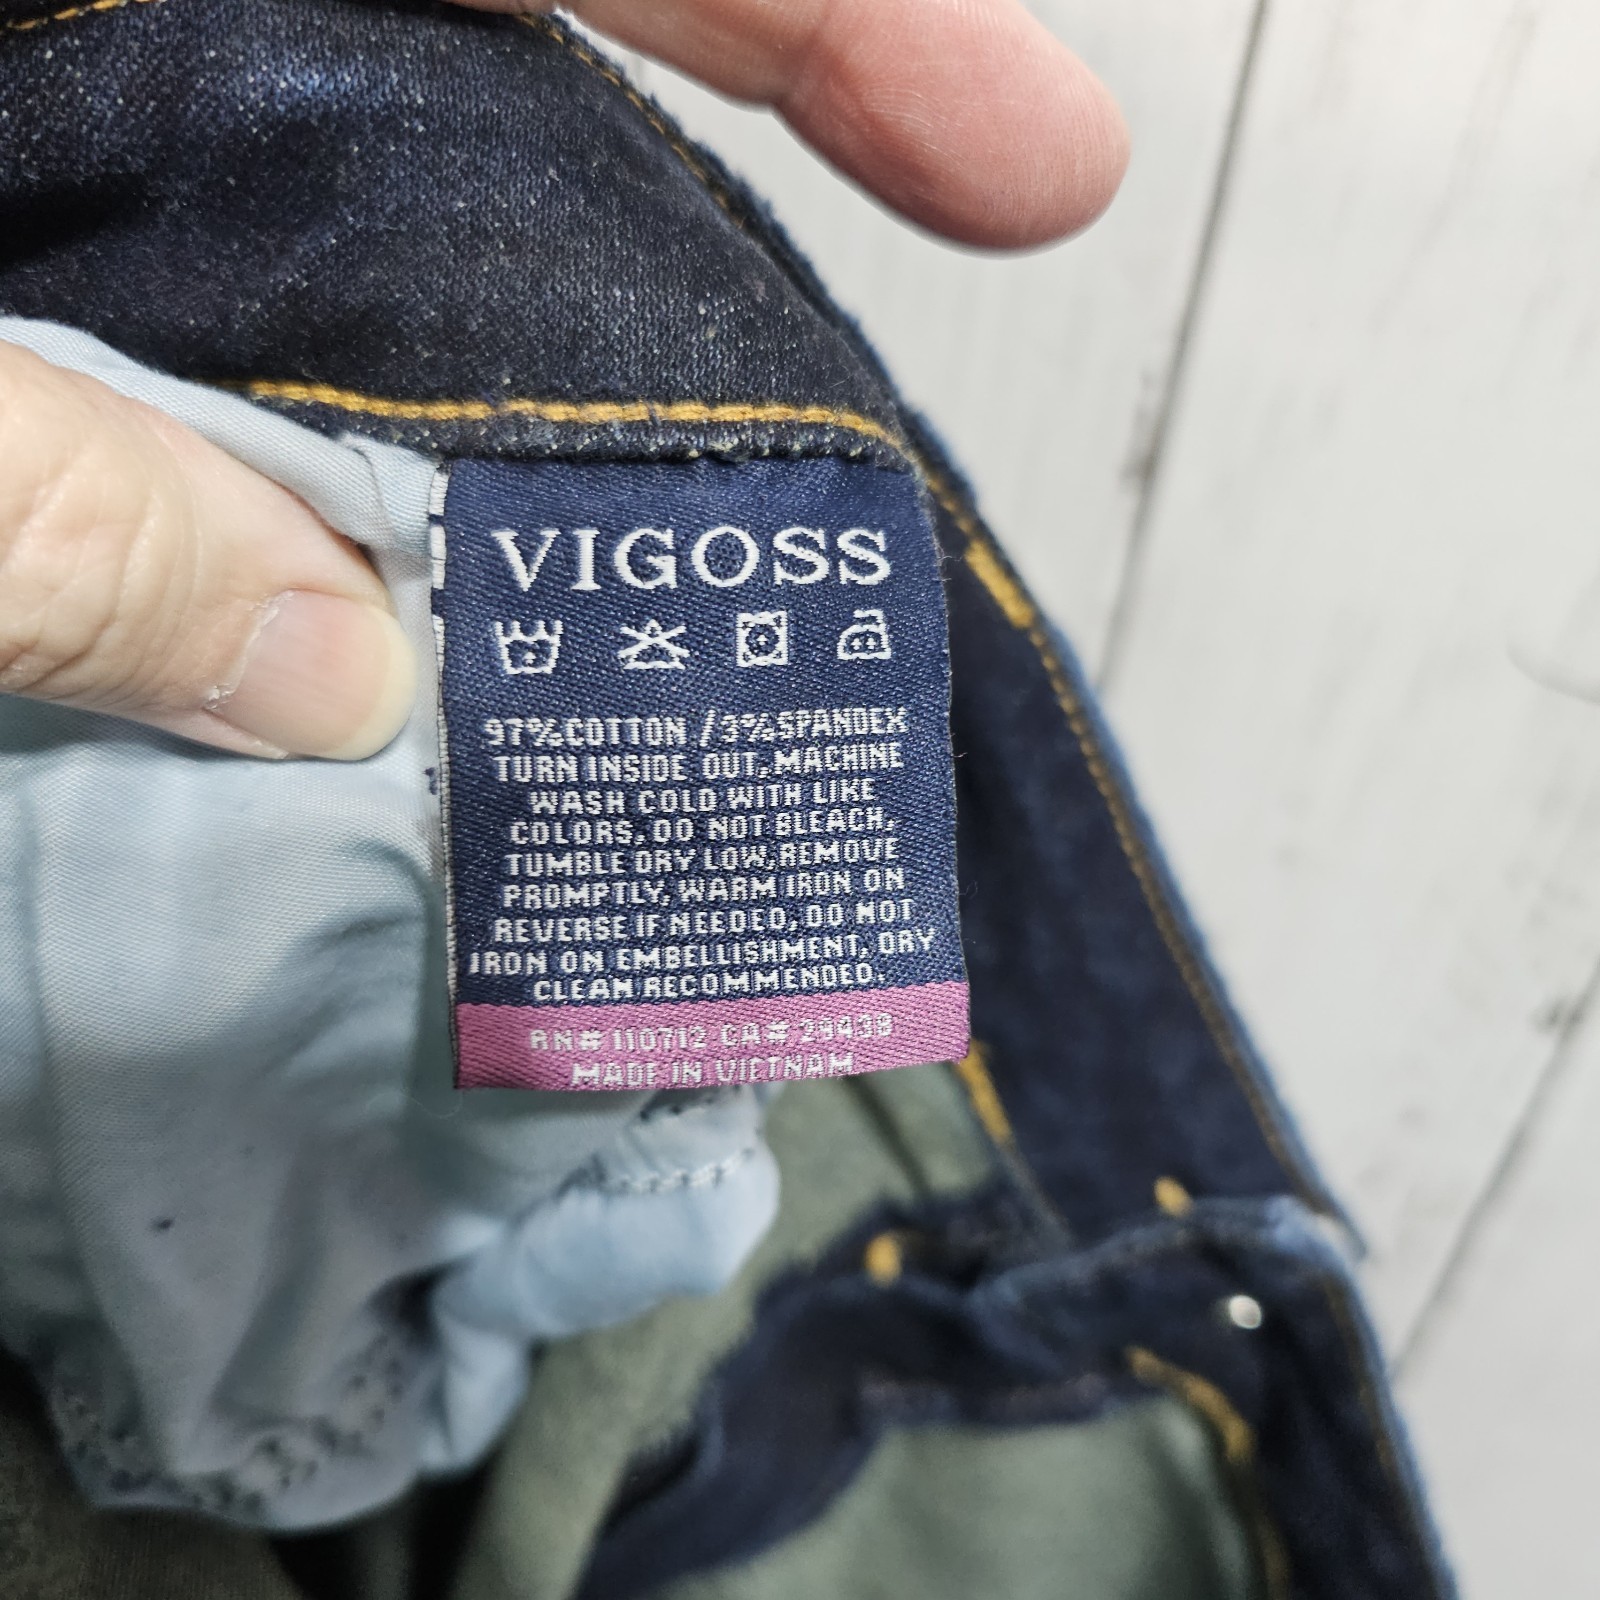 VIGOSS
97%COTTON /3%SPANDEX
TURN INSIDE OUT,MACHINE
WASH COLD WITH LIKE
COLORS, DO NOT BLEACH,
TUMBLE DRY LOW,REMOVE
PROMPTLY, WARM IRON ON
REVERSE IF NEEDED, DO NOT
IRON ON EMBELLISHMENT, DRY
CLEAN RECOMMENDED.
RN# 110712 CA# 29438
MADE IN VIETNAM